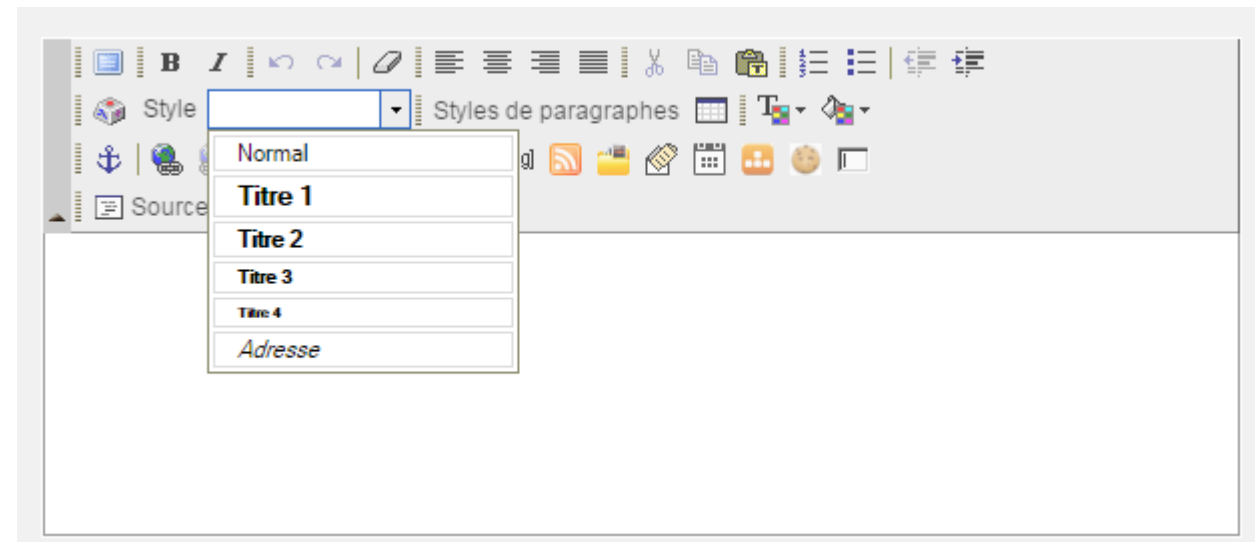 B I
Style
Styles de paragraphes
Normal
Titre 1
Titre 2
Titre 3
Titre 4
Adresse
Source